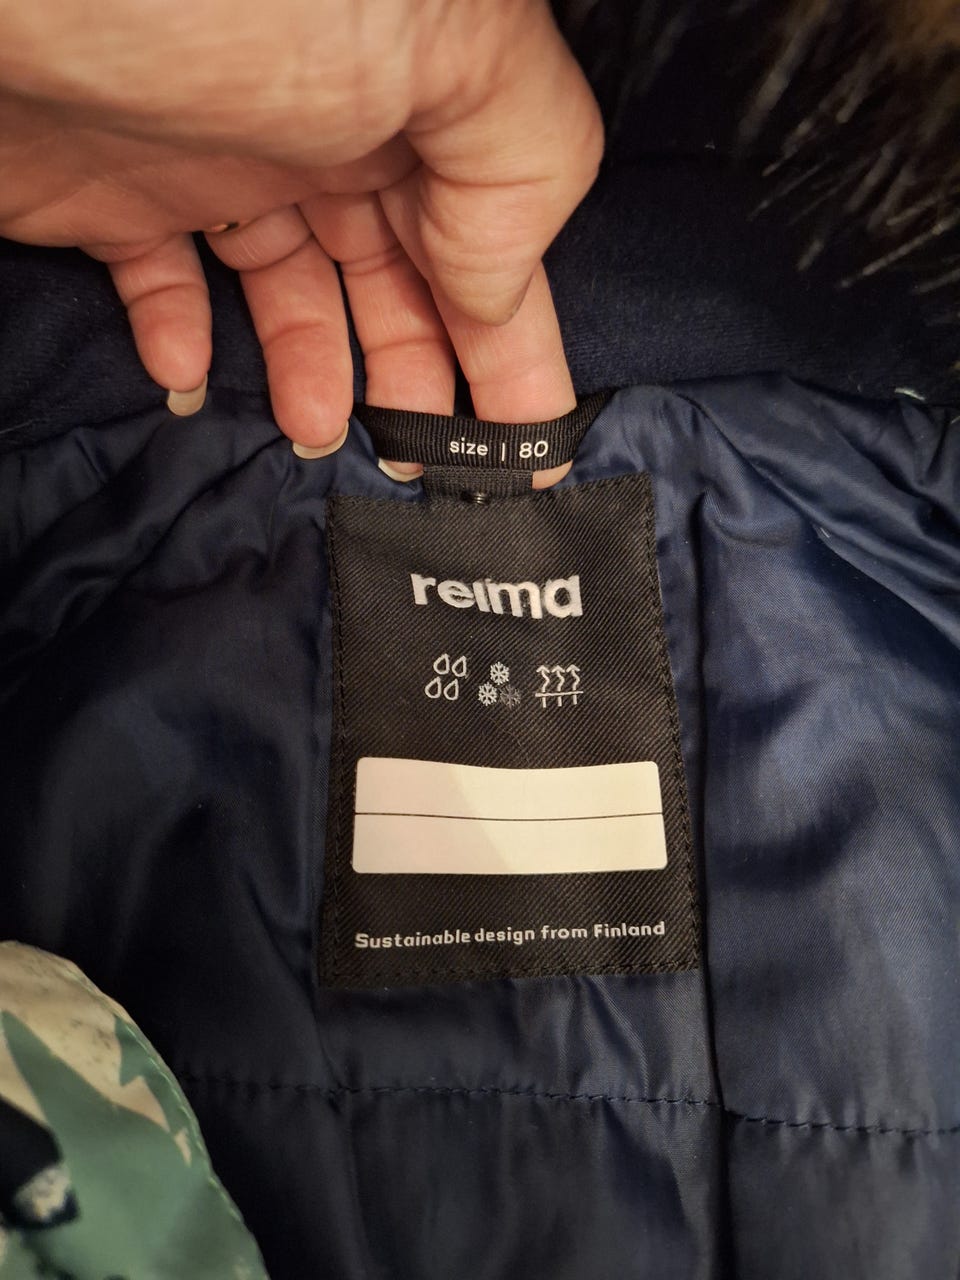 size | 80
reima
Sustainable design from Finland